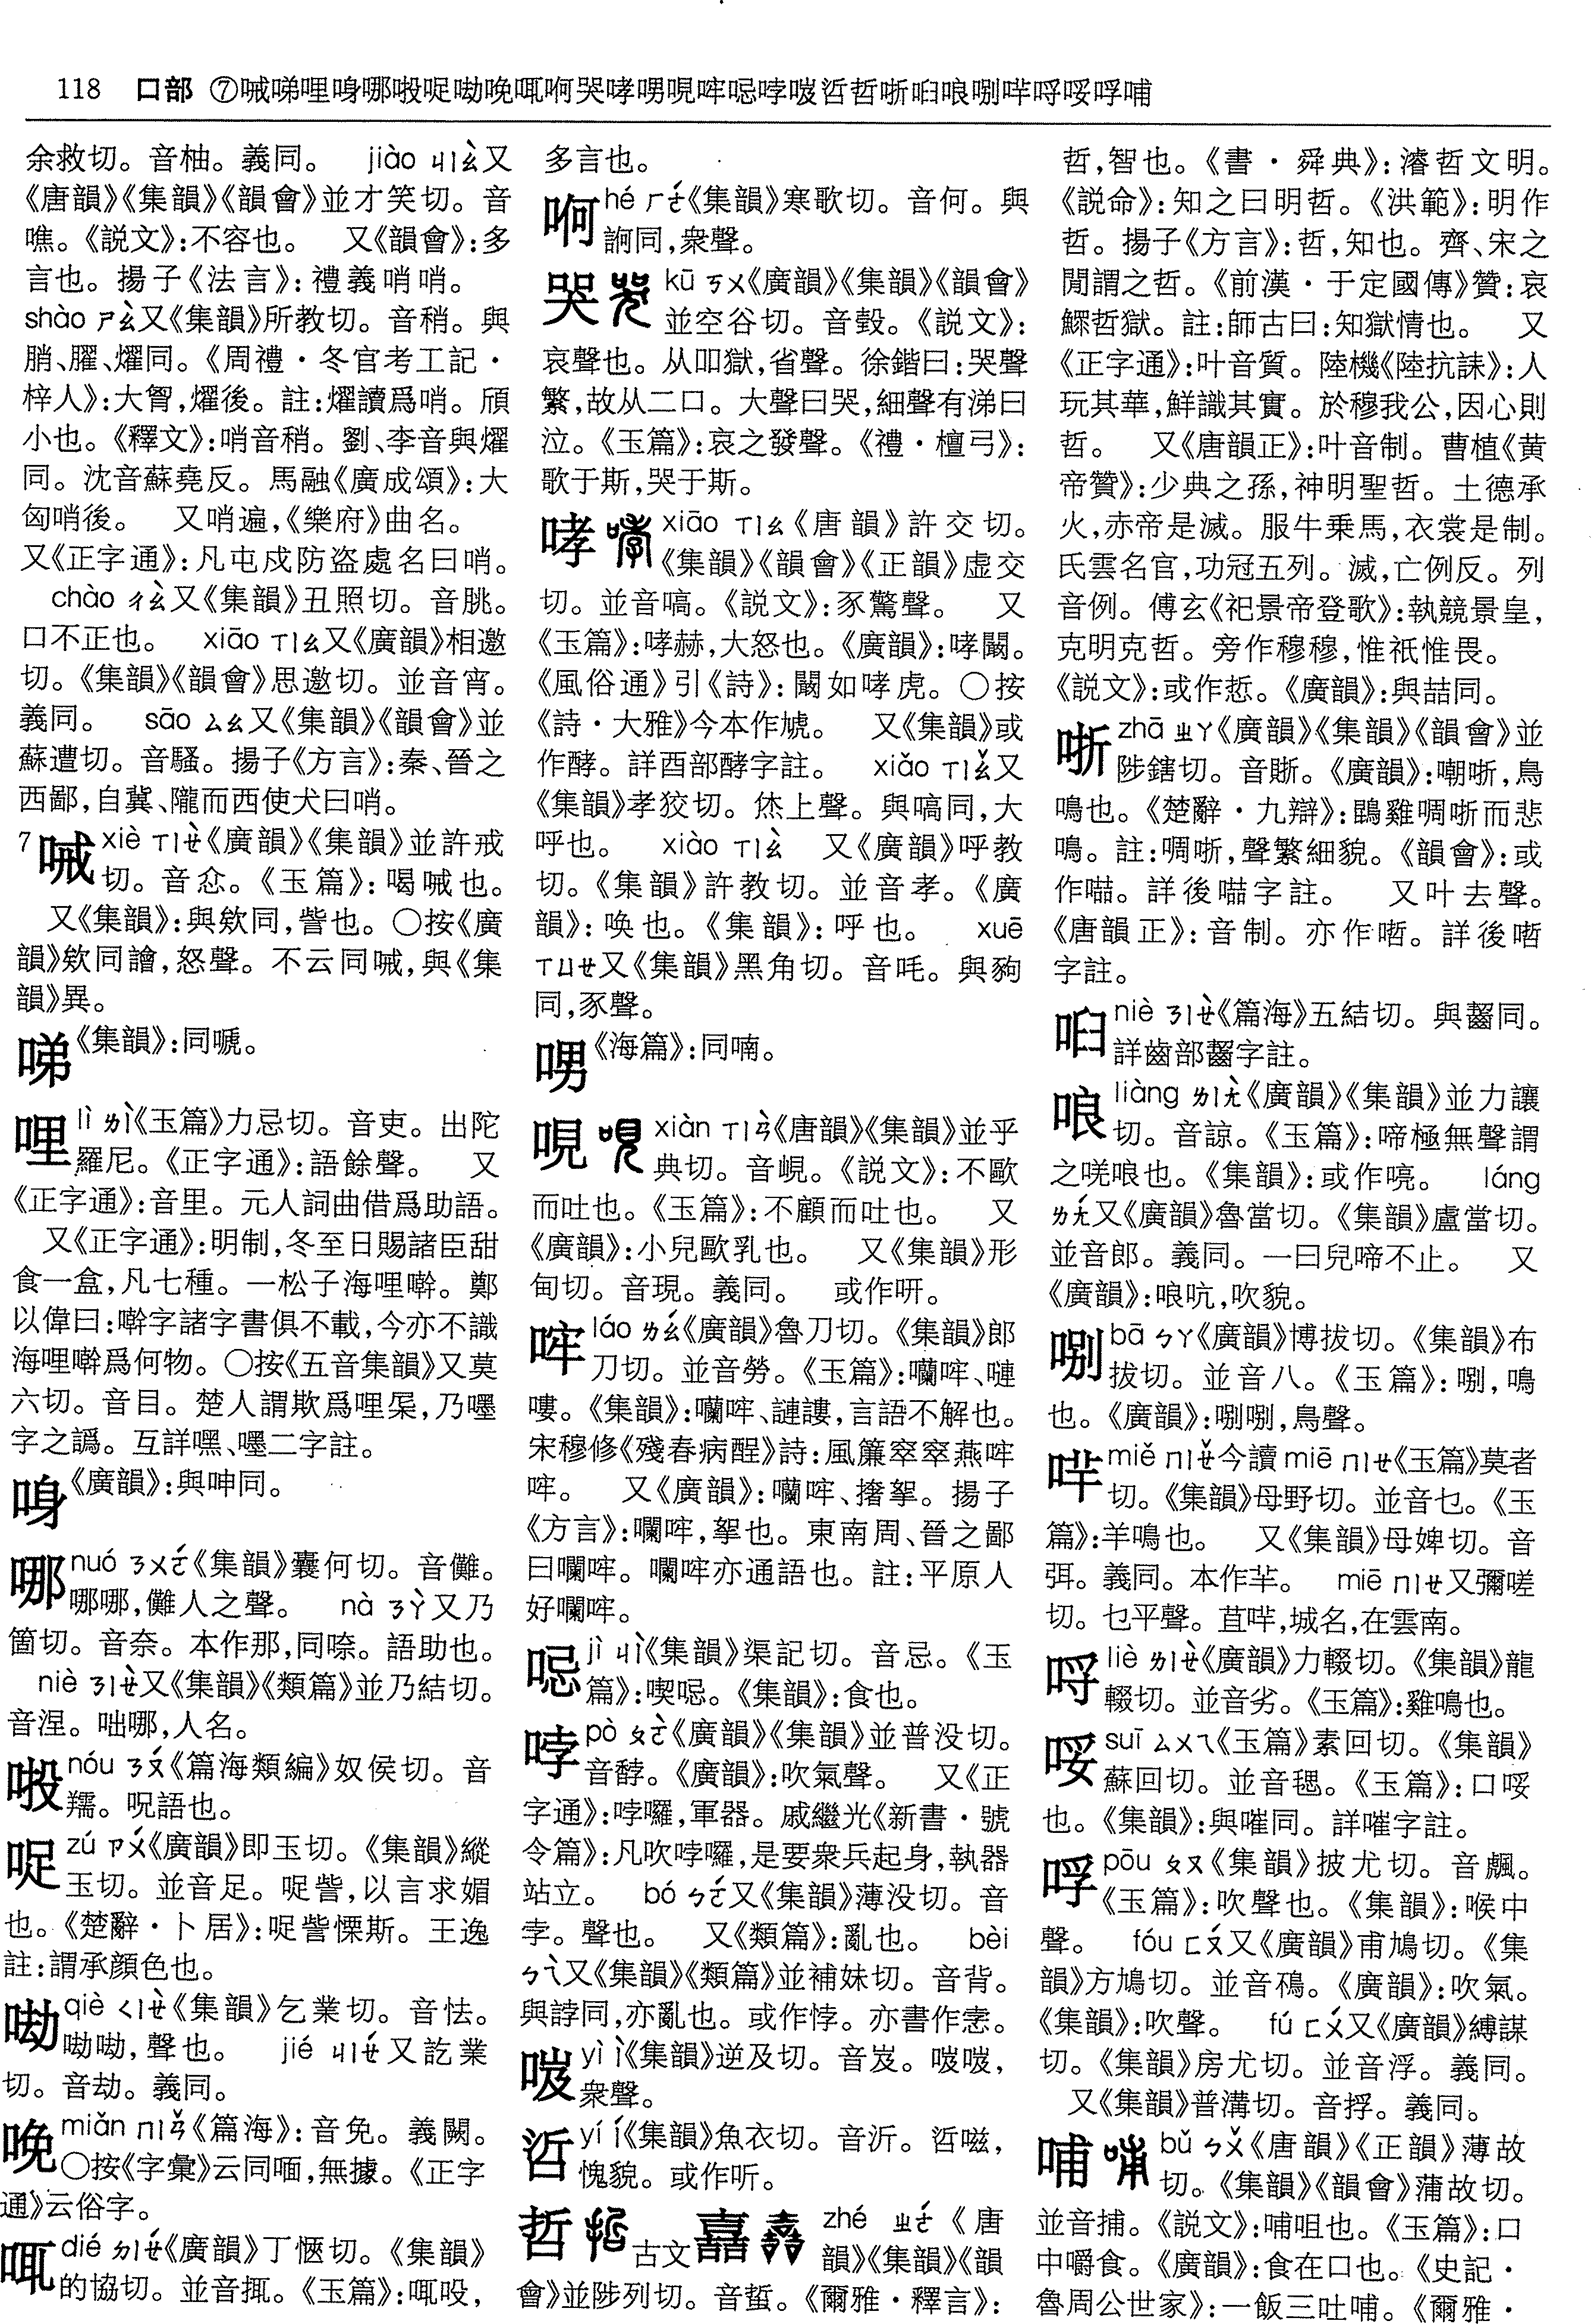 118 口部 ⑦㖑㖒哩㖗哪㖠哫㗉㖆㖇啊哭哮㗄哯哰㖷哱㖂㖇哲哳㖕哴哵哶哷哸哹哺
余救切。音柚。義同。 jiào ㄐㄧㄠˋ又
《唐韻》《集韻》《韻會》並才笑切。音
噍。《説文》:不容也。 又《韻會》:多
言也。揚子《法言》:禮義哨哨。
shào ㄕㄠˋ又《集韻》所教切。音稍。與
䏴、臞、燿同。《周禮·冬官考工記·
梓人》:大胷,燿後。註:燿讀爲哨。頎
小也。《釋文》:哨音稍。劉、李音與燿
同。沈音蘇堯反。馬融《廣成頌》:大
匈哨後。 又哨遍,《樂府》曲名。
又《正字通》:凡屯戍防盗處名曰哨。
chào ㄔㄠˋ又《集韻》丑照切。音朓。
口不正也。 xiāo ㄒㄧㄠ又《廣韻》相邀
切。《集韻》《韻會》思邀切。並音宵。
義同。 sāo ㄙㄠ又《集韻》《韻會》並
蘇遭切。音騷。揚子《方言》:秦、晉之
西鄙,自冀、隴而西使犬曰哨。
7 㖑 xiè ㄒㄧㄝˋ《廣韻》《集韻》並許戒
切。音忿。《玉篇》:喝㖑也。
又《集韻》:與欸同,訾也。〇按《廣
韻》欸同譮,怒聲。不云同㖑,與《集
韻》異。
㖒《集韻》:同嗁。
哩 lì ㄌㄧˋ《玉篇》力忌切。音吏。出陀
羅尼。《正字通》:語餘聲。 又
《正字通》:音里。元人詞曲借爲助語。
又《正字通》:明制,冬至日賜諸臣甜
食一盒,凡七種。一松子海哩㘖。鄭
以偉曰:㘖字諸字書俱不載,今亦不識
海哩㘖爲何物。〇按《五音集韻》又莫
六切。音目。楚人謂欺爲哩㞘,乃嚜
字之譌。互詳嘿、嚜二字註。
㖗《廣韻》:與呻同。
哪 nuó ㄋㄨㄛˊ《集韻》囊何切。音儺。
哪哪,儺人之聲。 nà ㄋㄚˋ又乃
箇切。音奈。本作那,同㖠。語助也。
niè ㄋㄧㄝˋ又《集韻》《類篇》並乃結切。
音涅。咄哪,人名。
㖠 nóu ㄋㄡˊ《篇海類編》奴侯切。音
羺。呪語也。
哫 zú ㄗㄨˊ《廣韻》即玉切。《集韻》縱
玉切。並音足。哫訾,以言求媚
也。《楚辭·卜居》:哫訾慄斯。王逸
註:謂承顔色也。
㗉 qiè ㄑㄧㄝˋ《集韻》乞業切。音怯。
㗉㗉,聲也。 jié ㄐㄧㄝˊ又訖業
切。音劫。義同。
㖆 miǎn ㄇㄧㄢˇ《篇海》:音免。義闕。
〇按《字彙》云同喕,無據。《正字
通》云俗字。
㖇 dié ㄉㄧㄝˊ《廣韻》丁愜切。《集韻》
的協切。並音㨋。《玉篇》:㖇吺,
多言也。
啊 hé ㄏㄜˊ《集韻》寒歌切。音何。與
訶同,衆聲。
哭 kū ㄎㄨ《廣韻》《集韻》《韻會》
並空谷切。音㱿。《説文》:
哀聲也。从吅獄,省聲。徐鍇曰:哭聲
繁,故从二口。大聲曰哭,細聲有涕曰
泣。《玉篇》:哀之發聲。《禮·檀弓》:
歌于斯,哭于斯。
哮 xiāo ㄒㄧㄠ《唐韻》許交切。
《集韻》《韻會》《正韻》虛交
切。並音嗃。《説文》:豕驚聲。 又
《玉篇》:哮赫,大怒也。《廣韻》:哮闞。
《風俗通》引《詩》:闞如哮虎。〇按
《詩·大雅》今本作虓。 又《集韻》或
作酵。詳酉部酵字註。 xiǎo ㄒㄧㄠˇ又
《集韻》孝狡切。烋上聲。與嗃同,大
呼也。 xiào ㄒㄧㄠˋ 又《廣韻》呼教
切。《集韻》許教切。並音孝。《廣
韻》:唤也。《集韻》:呼也。 xuē
ㄒㄩㄝ又《集韻》黑角切。音吒。與豞
同,豕聲。
㗄《海篇》:同喃。
哯 xiàn ㄒㄧㄢˋ《唐韻》《集韻》並乎
典切。音峴。《説文》:不歐
而吐也。《玉篇》:不顧而吐也。 又
《廣韻》:小兒歐乳也。 又《集韻》形
甸切。音現。義同。 或作呀。
哰 láo ㄌㄠˊ《廣韻》魯刀切。《集韻》郎
刀切。並音勞。《玉篇》:囒哰、嗹
嘍。《集韻》:囒哰、謰謱,言語不解也。
宋穆修《殘春病酲》詩:風簾窣窣燕哰
哰。 又《廣韻》:囒哰、撦挐。揚子
《方言》:囒哰,挐也。東南周、晉之鄙
曰囒哰。囒哰亦通語也。註:平原人
好囒哰。
㖷 jì ㄐㄧˋ《集韻》渠記切。音忌。《玉
篇》:喫㖷。《集韻》:食也。
哱 pò ㄆㄛˋ《廣韻》《集韻》並普没切。
音馞。《廣韻》:吹氣聲。 又《正
字通》:哱囉,軍器。戚繼光《新書·號
令篇》:凡吹哱囉,是要衆兵起身,執器
站立。 bó ㄅㄛˊ又《集韻》薄没切。音
孛。聲也。 又《類篇》:亂也。 bèi
ㄅㄟˋ又《集韻》《類篇》並補妹切。音背。
與誖同,亦亂也。或作悖。亦書作悫。
㖂 yì ㄧˋ《集韻》逆及切。音岌。㖂㖂,
衆聲。
㖇 yí ㄧˊ《集韻》魚衣切。音沂。㖇嗞,
愧貌。或作听。
哲 古文嚞 zhé ㄓㄜˊ《唐
韻》《集韻》《韻
會》並陟列切。音蜇。《爾雅·釋言》:
哲,智也。《書·舜典》:濬哲文明。
《説命》:知之曰明哲。《洪範》:明作
哲。揚子《方言》:哲,知也。齊、宋之
閒謂之哲。《前漢·于定國傳》贊:哀
鰥哲獄。註:師古曰:知獄情也。 又
《正字通》:叶音質。陸機《陸抗誄》:人
玩其華,鮮識其實。於穆我公,因心則
哲。 又《唐韻正》:叶音制。曹植《黄
帝贊》:少典之孫,神明聖哲。土德承
火,赤帝是滅。服牛乘馬,衣裳是制。
氏雲名官,功冠五列。滅,亡例反。列
音例。傅玄《祀景帝登歌》:執競景皇,
克明克哲。旁作穆穆,惟祇惟畏。
《説文》:或作悊。《廣韻》:與喆同。
哳 zhā ㄓㄚ《廣韻》《集韻》《韻會》並
陟鎋切。音䀿。《廣韻》:嘲哳,鳥
鳴也。《楚辭·九辯》:鵾雞啁哳而悲
鳴。註:啁哳,聲繁細貌。《韻會》:或
作㗭。詳後㗭字註。 又叶去聲。
《唐韻正》:音制。亦作㗱。詳後㗱
字註。
㖕 niè ㄋㄧㄝˋ《篇海》五結切。與齧同。
詳齒部齧字註。
哴 liàng ㄌㄧㄤˋ《廣韻》《集韻》並力讓
切。音諒。《玉篇》:啼極無聲謂
之唴哴也。《集韻》:或作喨。 láng
ㄌㄤˊ又《廣韻》魯當切。《集韻》盧當切。
並音郎。義同。一曰兒啼不止。 又
《廣韻》:哴吭,吹貌。
哵 bā ㄅㄚ《廣韻》博拔切。《集韻》布
拔切。並音八。《玉篇》:哵,鳴
也。《廣韻》:哵哵,鳥聲。
哶 miě ㄇㄧㄝˇ今讀 miē ㄇㄧㄝ《玉篇》莫者
切。《集韻》母野切。並音乜。《玉
篇》:羊鳴也。 又《集韻》母婢切。音
弭。義同。本作芈。 miē ㄇㄧㄝ又彌嗟
切。乜平聲。苴哶,城名,在雲南。
哷 liè ㄌㄧㄝˋ《廣韻》力輟切。《集韻》龍
輟切。並音劣。《玉篇》:雞鳴也。
哸 suī ㄙㄨㄟ《玉篇》素回切。《集韻》
蘇回切。並音毸。《玉篇》:口哸
也。《集韻》:與嗺同。詳嗺字註。
哹 pōu ㄆㄡ《集韻》披尤切。音飍。
《玉篇》:吹聲也。《集韻》:喉中
聲。 fóu ㄈㄡˊ又《廣韻》甫鳩切。《集
韻》方鳩切。並音鴀。《廣韻》:吹氣。
《集韻》:吹聲。 fú ㄈㄨˊ又《廣韻》縛謀
切。《集韻》房尤切。並音浮。義同。
又《集韻》普溝切。音捊。義同。
哺 bǔ ㄅㄨˇ《唐韻》《正韻》薄故
切。《集韻》《韻會》蒲故切。
並音捕。《説文》:哺咀也。《玉篇》:口
中嚼食。《廣韻》:食在口也。《史記·
魯周公世家》:一飯三吐哺。《爾雅·